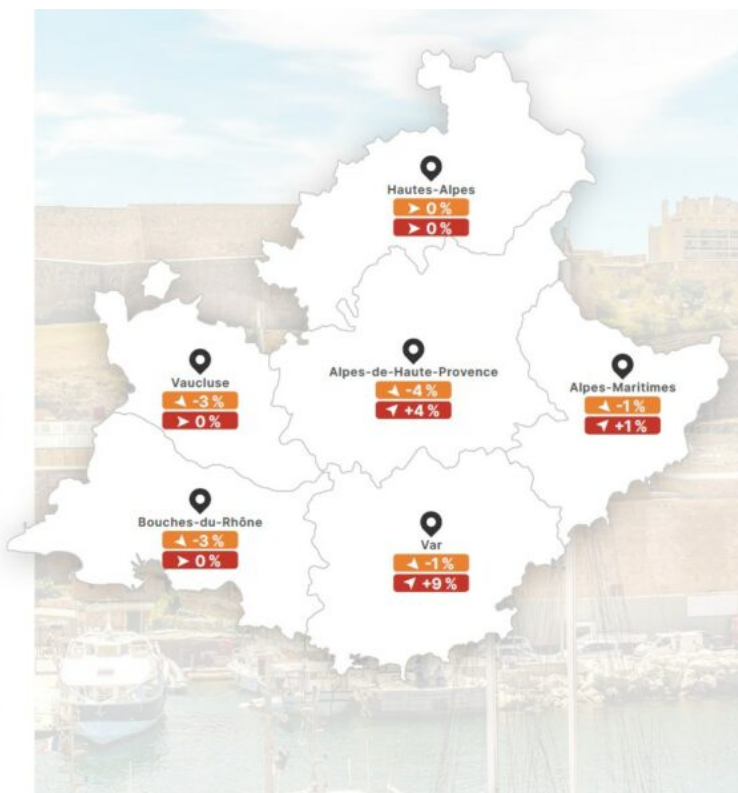 Hautes-Alpes
➤ 0 %
➤ 0 %
Alpes-de-Haute-Provence
-4 %
+4 %
Vaucluse
-3 %
➤ 0 %
Alpes-Maritimes
-1 %
+1 %
Bouches-du-Rhône
-3 %
➤ 0 %
Var
-1 %
+9 %